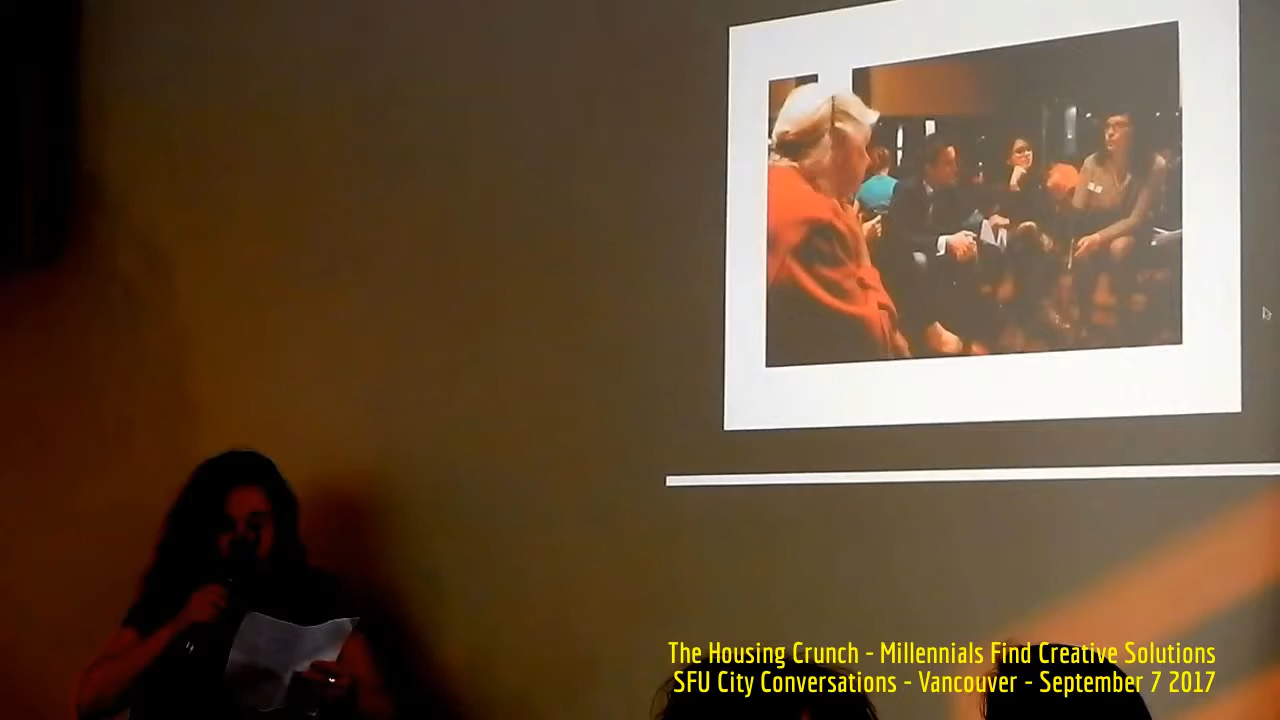 The Housing Crunch - Millennials Find Creative Solutions
SFU City Conversations - Vancouver - September 7 2017